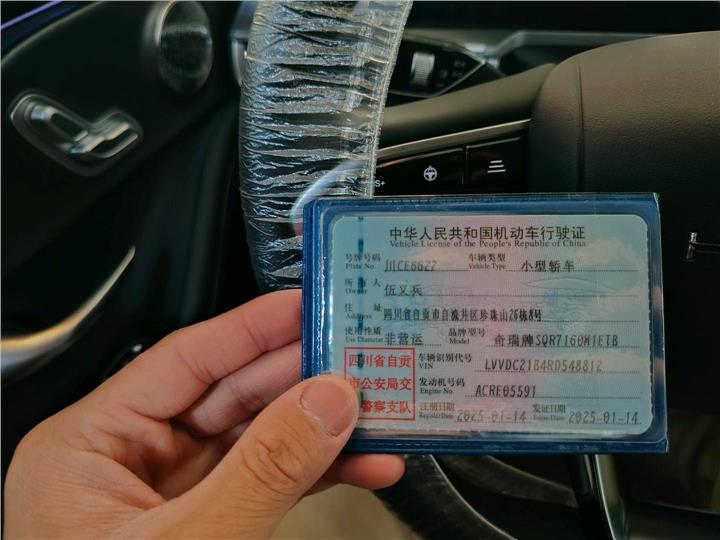 S+
中华人民共和国机动车行驶证
Vehicle License of the People's Republic of China
号牌号码 川CE6622 车辆类型 小型轿车
Plate No. Vehicle Type
所有人 伍义兵
Owner
住址 四川省自贡市自流井区珍珠山26栋8号
Address
使用性质 非营运 品牌型号 奇瑞牌SQR7160M1ETB
Use Character Model
四川省自贡
市公安局交
警察支队
车辆识别代号 LVVDC21B4RD548812
VIN
发动机号码 ACRE05591
Engine No.
注册日期 2025-01-14 发证日期 2025-01-14
Register Date Issue Date